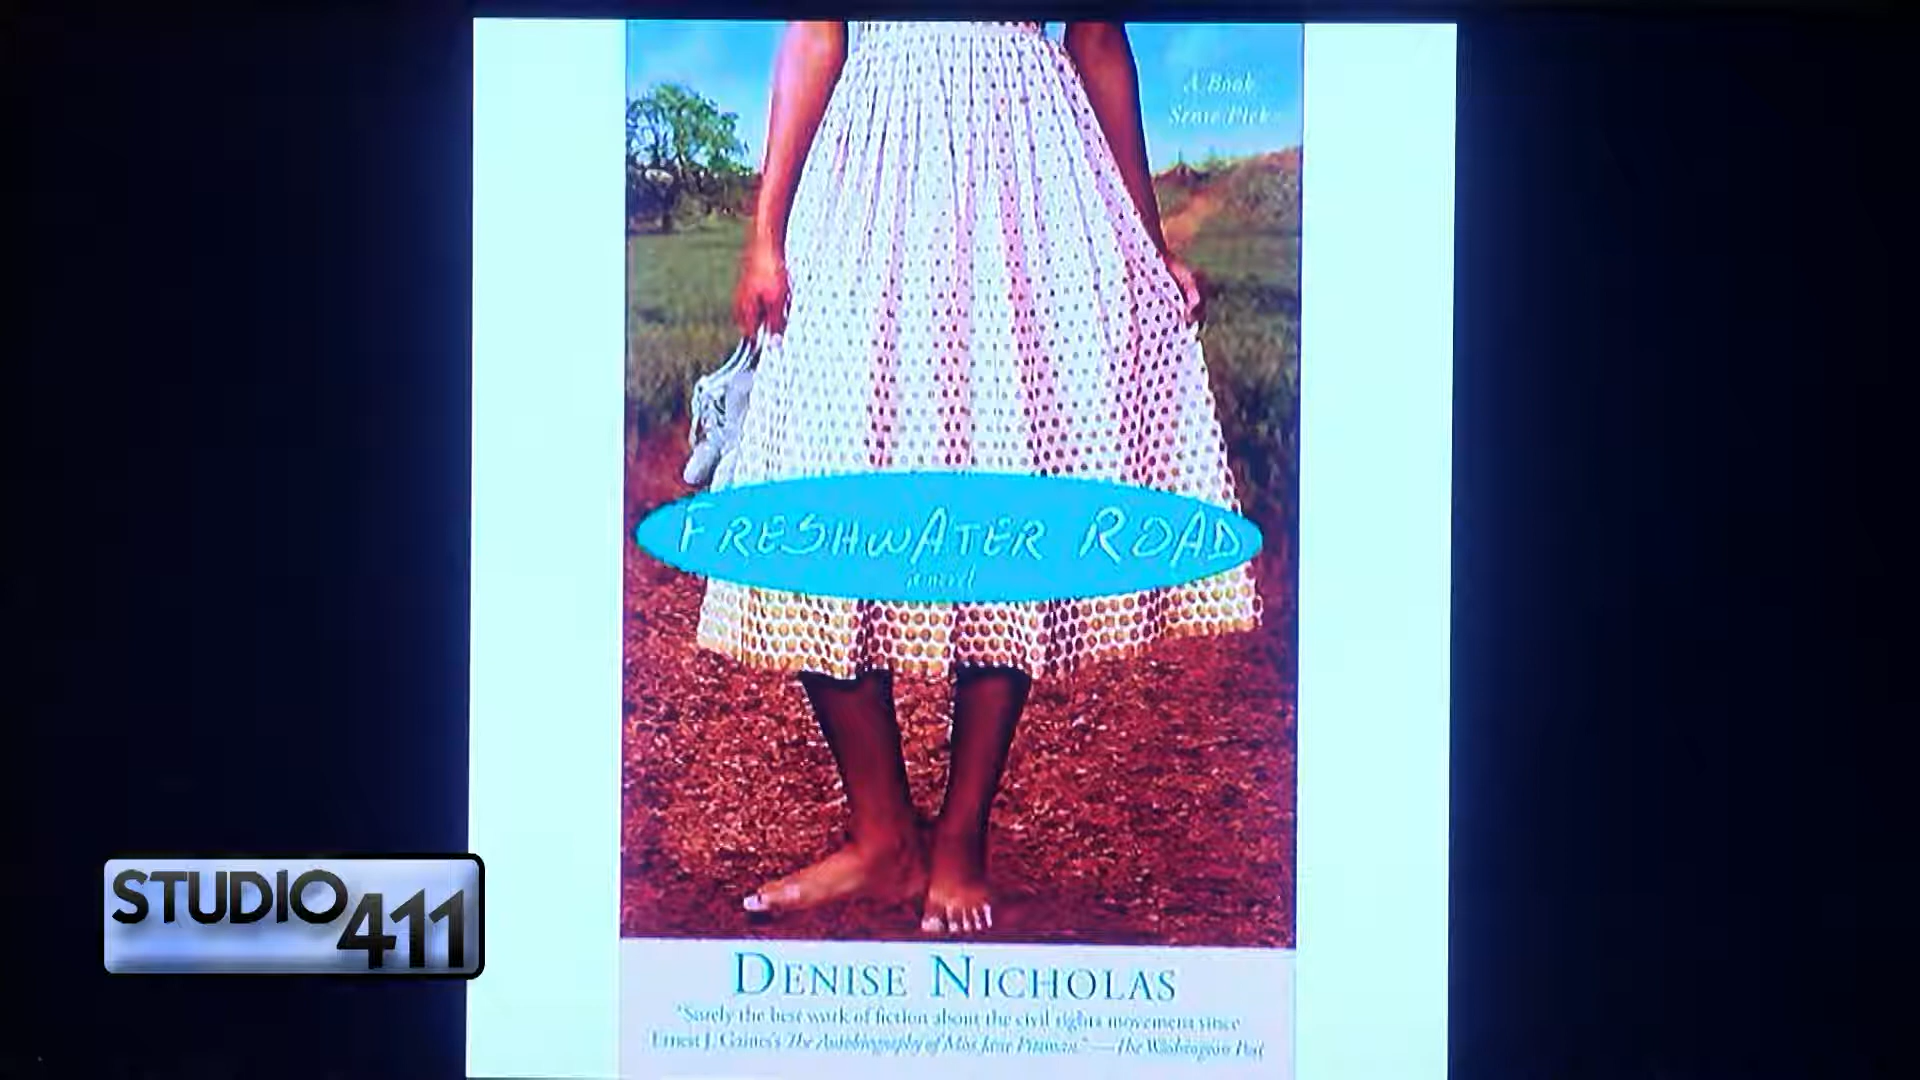 A Book
Sense Pick
FRESHWATER ROAD
a novel
DENISE NICHOLAS
"Surely the best work of fiction about the civil rights movement since
Ernest J. Gaines's The Autobiography of Miss Jane Pittman." —The Washington Post
STUDIO 411